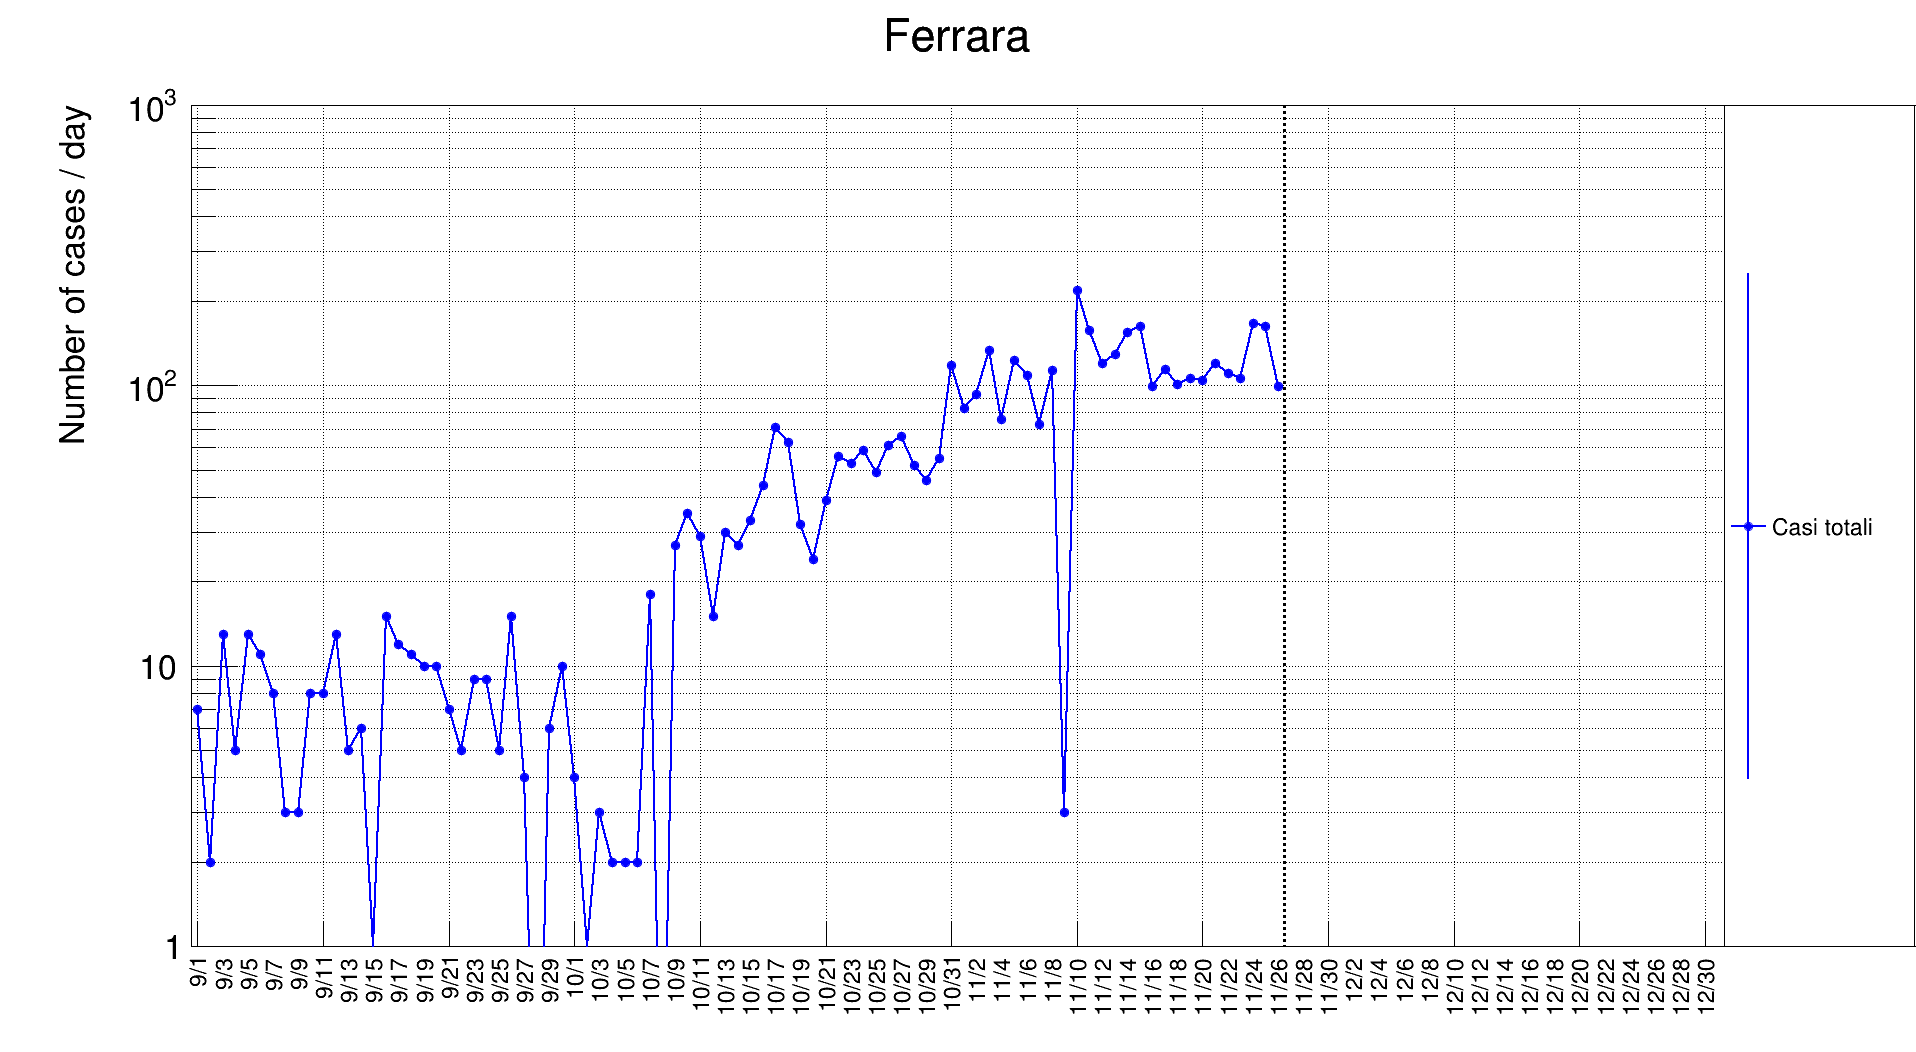 Ferrara
Number of cases / day
10³
10²
10
1
9/1 9/3 9/5 9/7 9/9 9/11 9/13 9/15 9/17 9/19 9/21 9/23 9/25 9/27 9/29 10/1 10/3 10/5 10/7 10/9 10/11 10/13 10/15 10/17 10/19 10/21 10/23 10/25 10/27 10/29 10/31 11/2 11/4 11/6 11/8 11/10 11/12 11/14 11/16 11/18 11/20 11/22 11/24 11/26 11/28 11/30 12/2 12/4 12/6 12/8 12/10 12/12 12/14 12/16 12/18 12/20 12/22 12/24 12/26 12/28 12/30
Casi totali